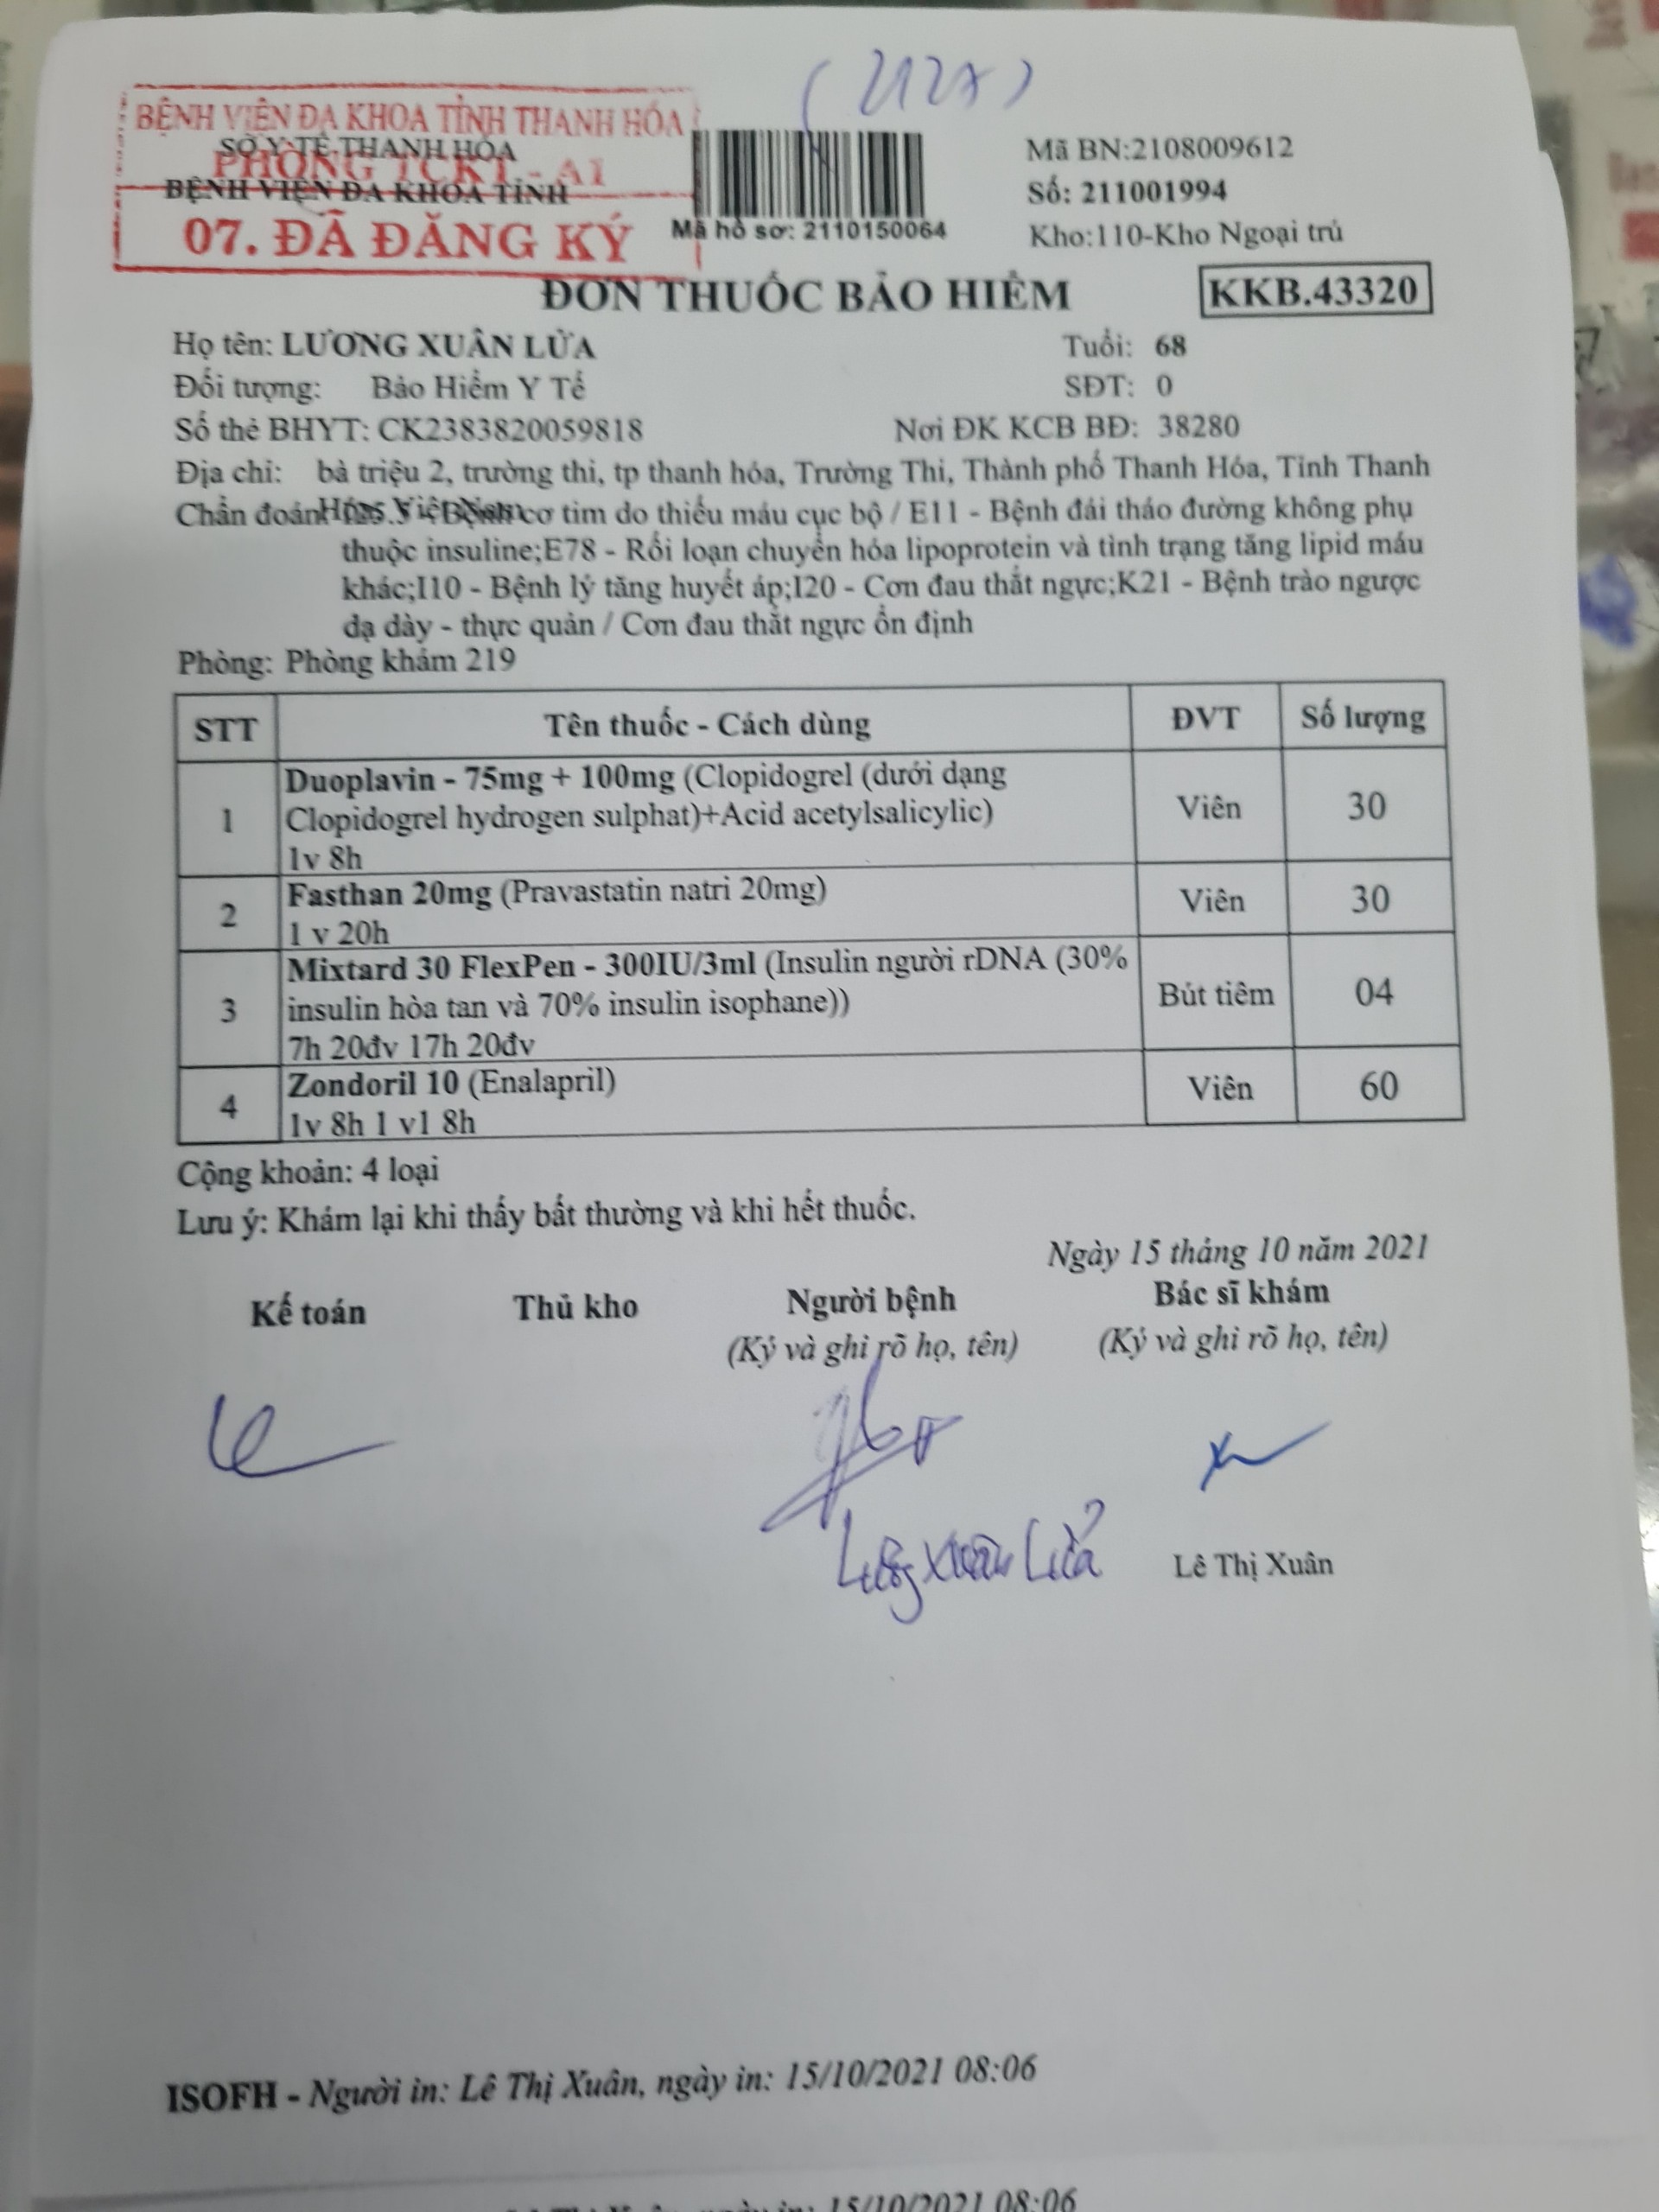 BỆNH VIỆN ĐA KHOA TỈNH THANH HÓA
SỞ Y TẾ THANH HÓA
PHÒNG TCKT - A1
BỆNH VIỆN ĐA KHOA TỈNH
07. ĐÃ ĐĂNG KÝ
Mã hồ sơ: 2110150064
Mã BN:2108009612
Số: 211001994
Kho:110-Kho Ngoại trú
ĐƠN THUỐC BẢO HIỂM
KKB.43320
Họ tên: LƯƠNG XUÂN LỬA Tuổi: 68
Đối tượng: Bảo Hiểm Y Tế SĐT: 0
Số thẻ BHYT: CK2383820059818 Nơi ĐK KCB BĐ: 38280
Địa chỉ: bà triệu 2, trường thi, tp thanh hóa, Trường Thi, Thành phố Thanh Hóa, Tỉnh Thanh
Hóa, Việt Nam
Chẩn đoán: I25.5 - Bệnh cơ tim do thiếu máu cục bộ / E11 - Bệnh đái tháo đường không phụ
thuộc insuline;E78 - Rối loạn chuyển hóa lipoprotein và tình trạng tăng lipid máu
khác;I10 - Bệnh lý tăng huyết áp;I20 - Cơn đau thắt ngực;K21 - Bệnh trào ngược
dạ dày - thực quản / Cơn đau thắt ngực ổn định
Phòng: Phòng khám 219
STT Tên thuốc - Cách dùng ĐVT Số lượng
1 Duoplavin - 75mg + 100mg (Clopidogrel (dưới dạng
Clopidogrel hydrogen sulphat)+Acid acetylsalicylic) Viên 30
1v 8h
2 Fasthan 20mg (Pravastatin natri 20mg) Viên 30
1 v 20h
3 Mixtard 30 FlexPen - 300IU/3ml (Insulin người rDNA (30%
insulin hòa tan và 70% insulin isophane)) Bút tiêm 04
7h 20đv 17h 20đv
4 Zondoril 10 (Enalapril) Viên 60
1v 8h 1 v1 8h
Cộng khoản: 4 loại
Lưu ý: Khám lại khi thấy bất thường và khi hết thuốc.
Ngày 15 tháng 10 năm 2021
Kế toán Thủ kho Người bệnh Bác sĩ khám
(Ký và ghi rõ họ, tên) (Ký và ghi rõ họ, tên)
Lương Xuân Lửa
Lê Thị Xuân
ISOFH - Người in: Lê Thị Xuân, ngày in: 15/10/2021 08:06
15/10/2021 08:06